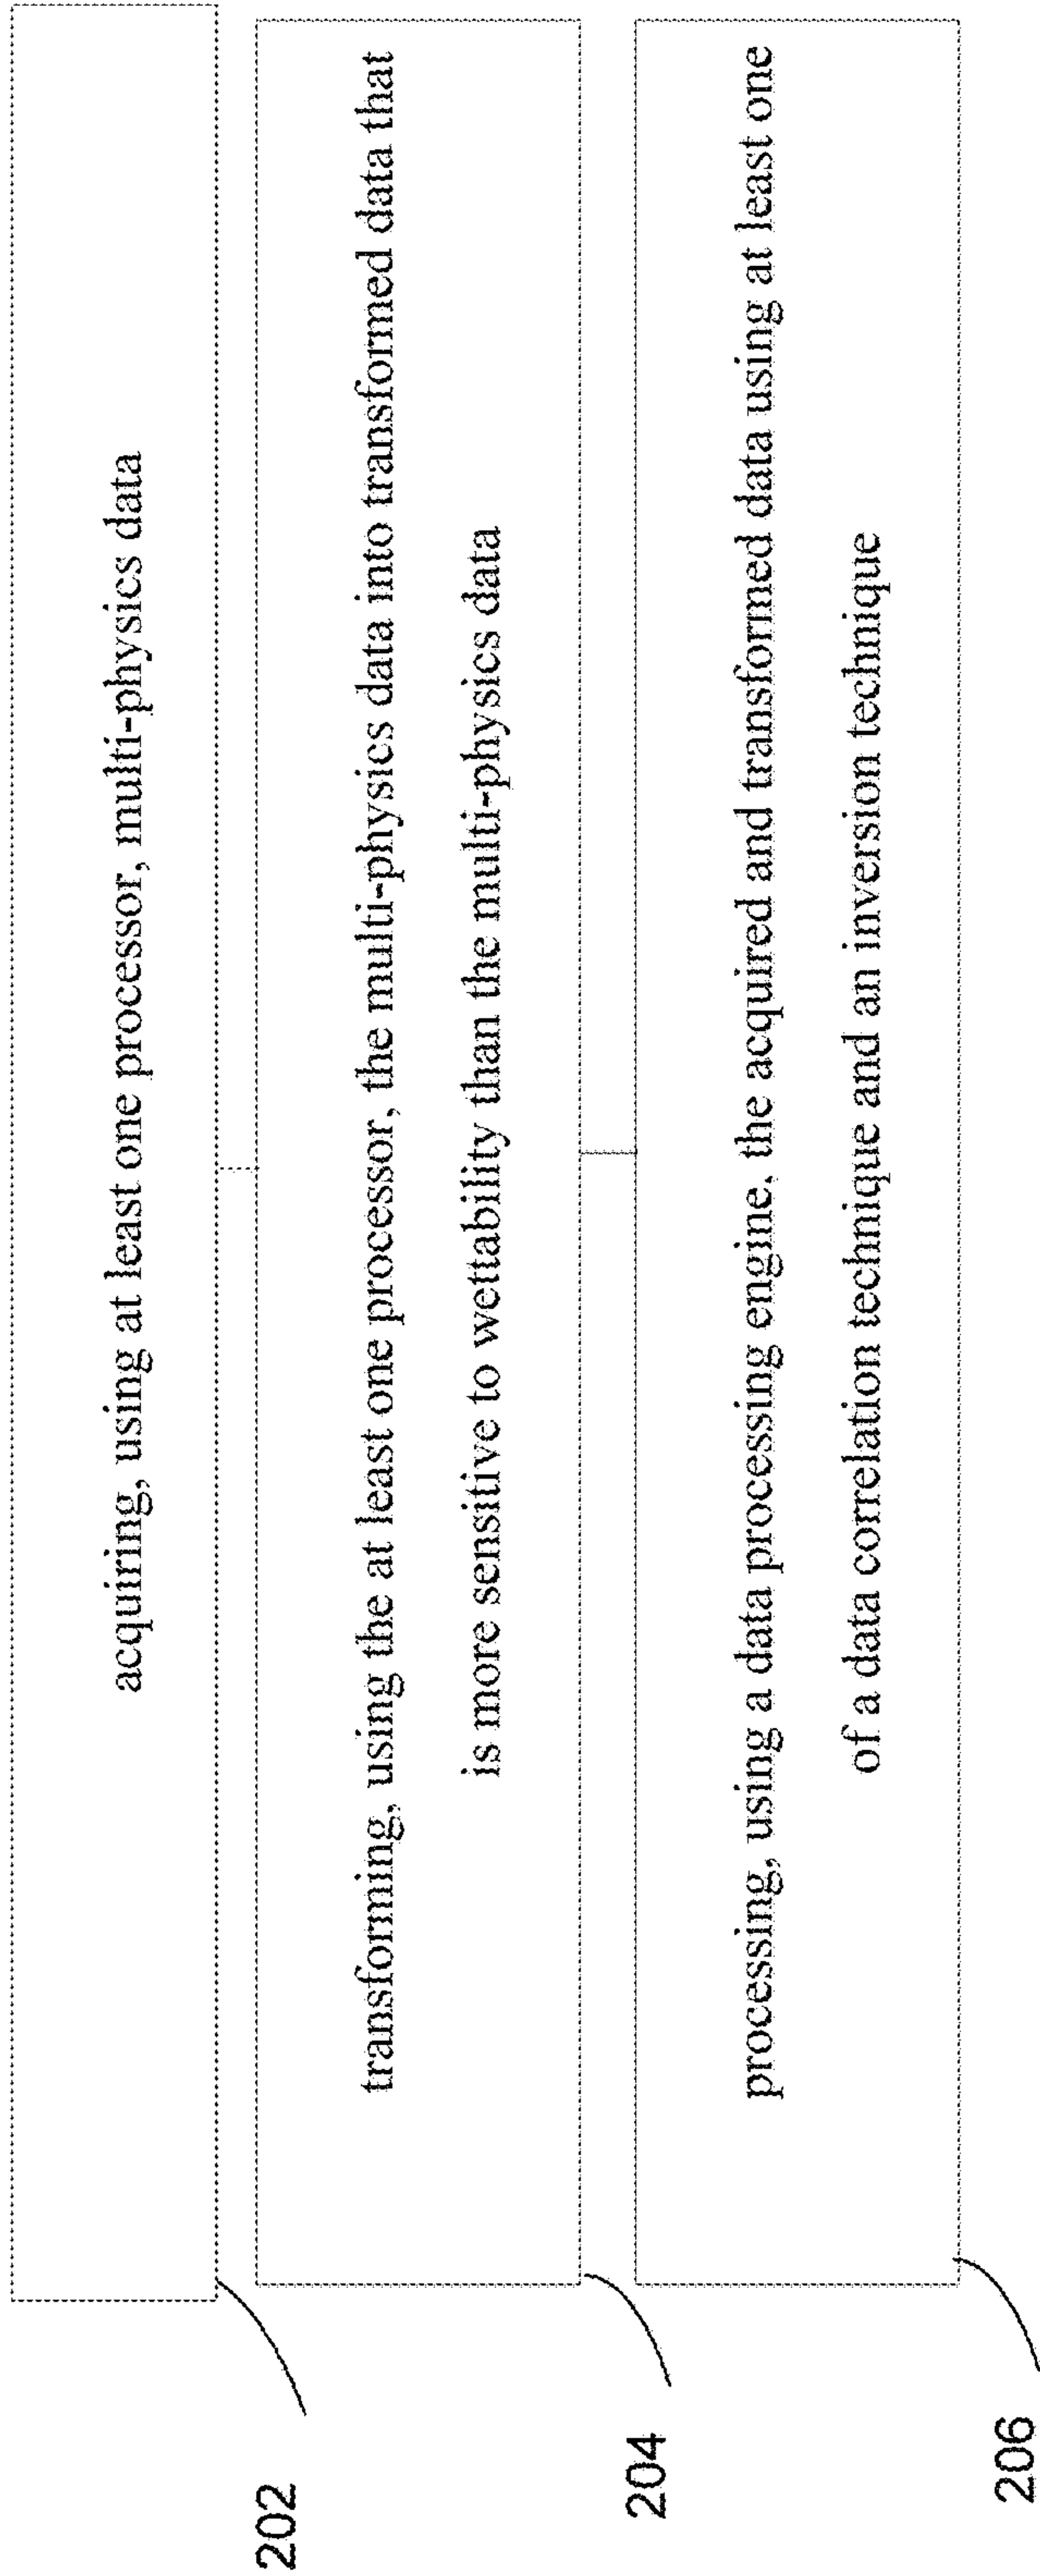 acquiring, using at least one processor, multi-physics data
202
transforming, using the at least one processor, the multi-physics data into transformed data that
is more sensitive to wettability than the multi-physics data
204
processing, using a data processing engine, the acquired and transformed data using at least one
of a data correlation technique and an inversion technique
206